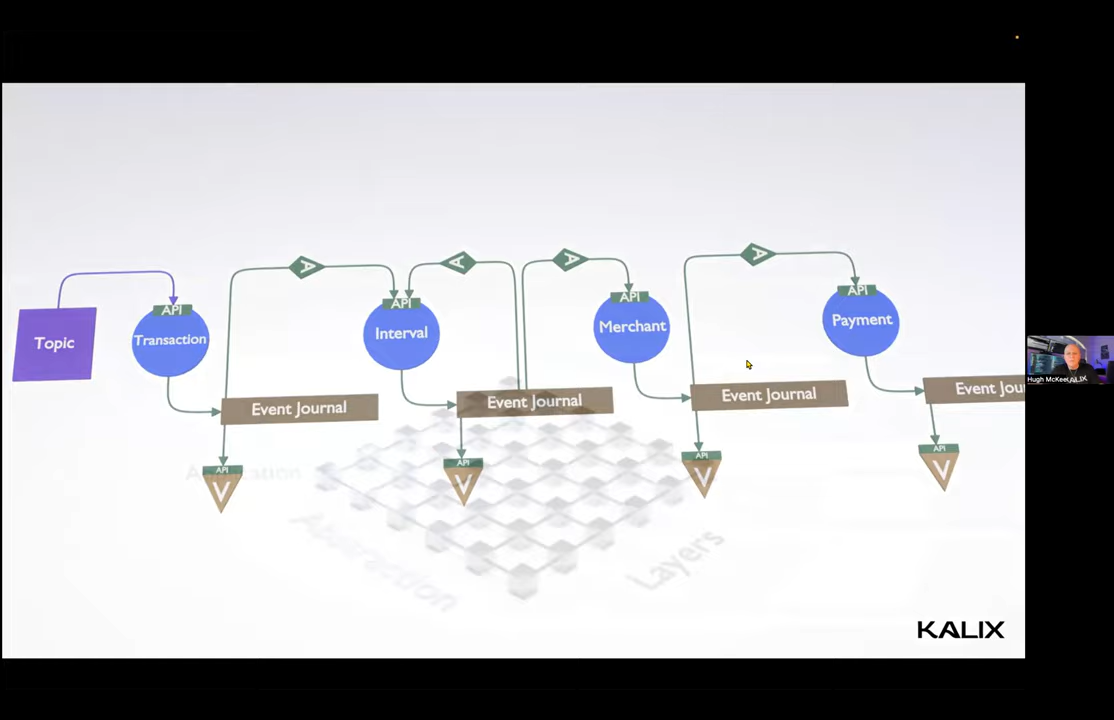 A
A
A
A
API
API
API
API
Topic
Transaction
Interval
Merchant
Payment
Event Journal
Event Journal
Event Journal
Event Jou
API
V
API
V
API
V
API
V
Abstraction
Layers
KALIX
Hugh McKee